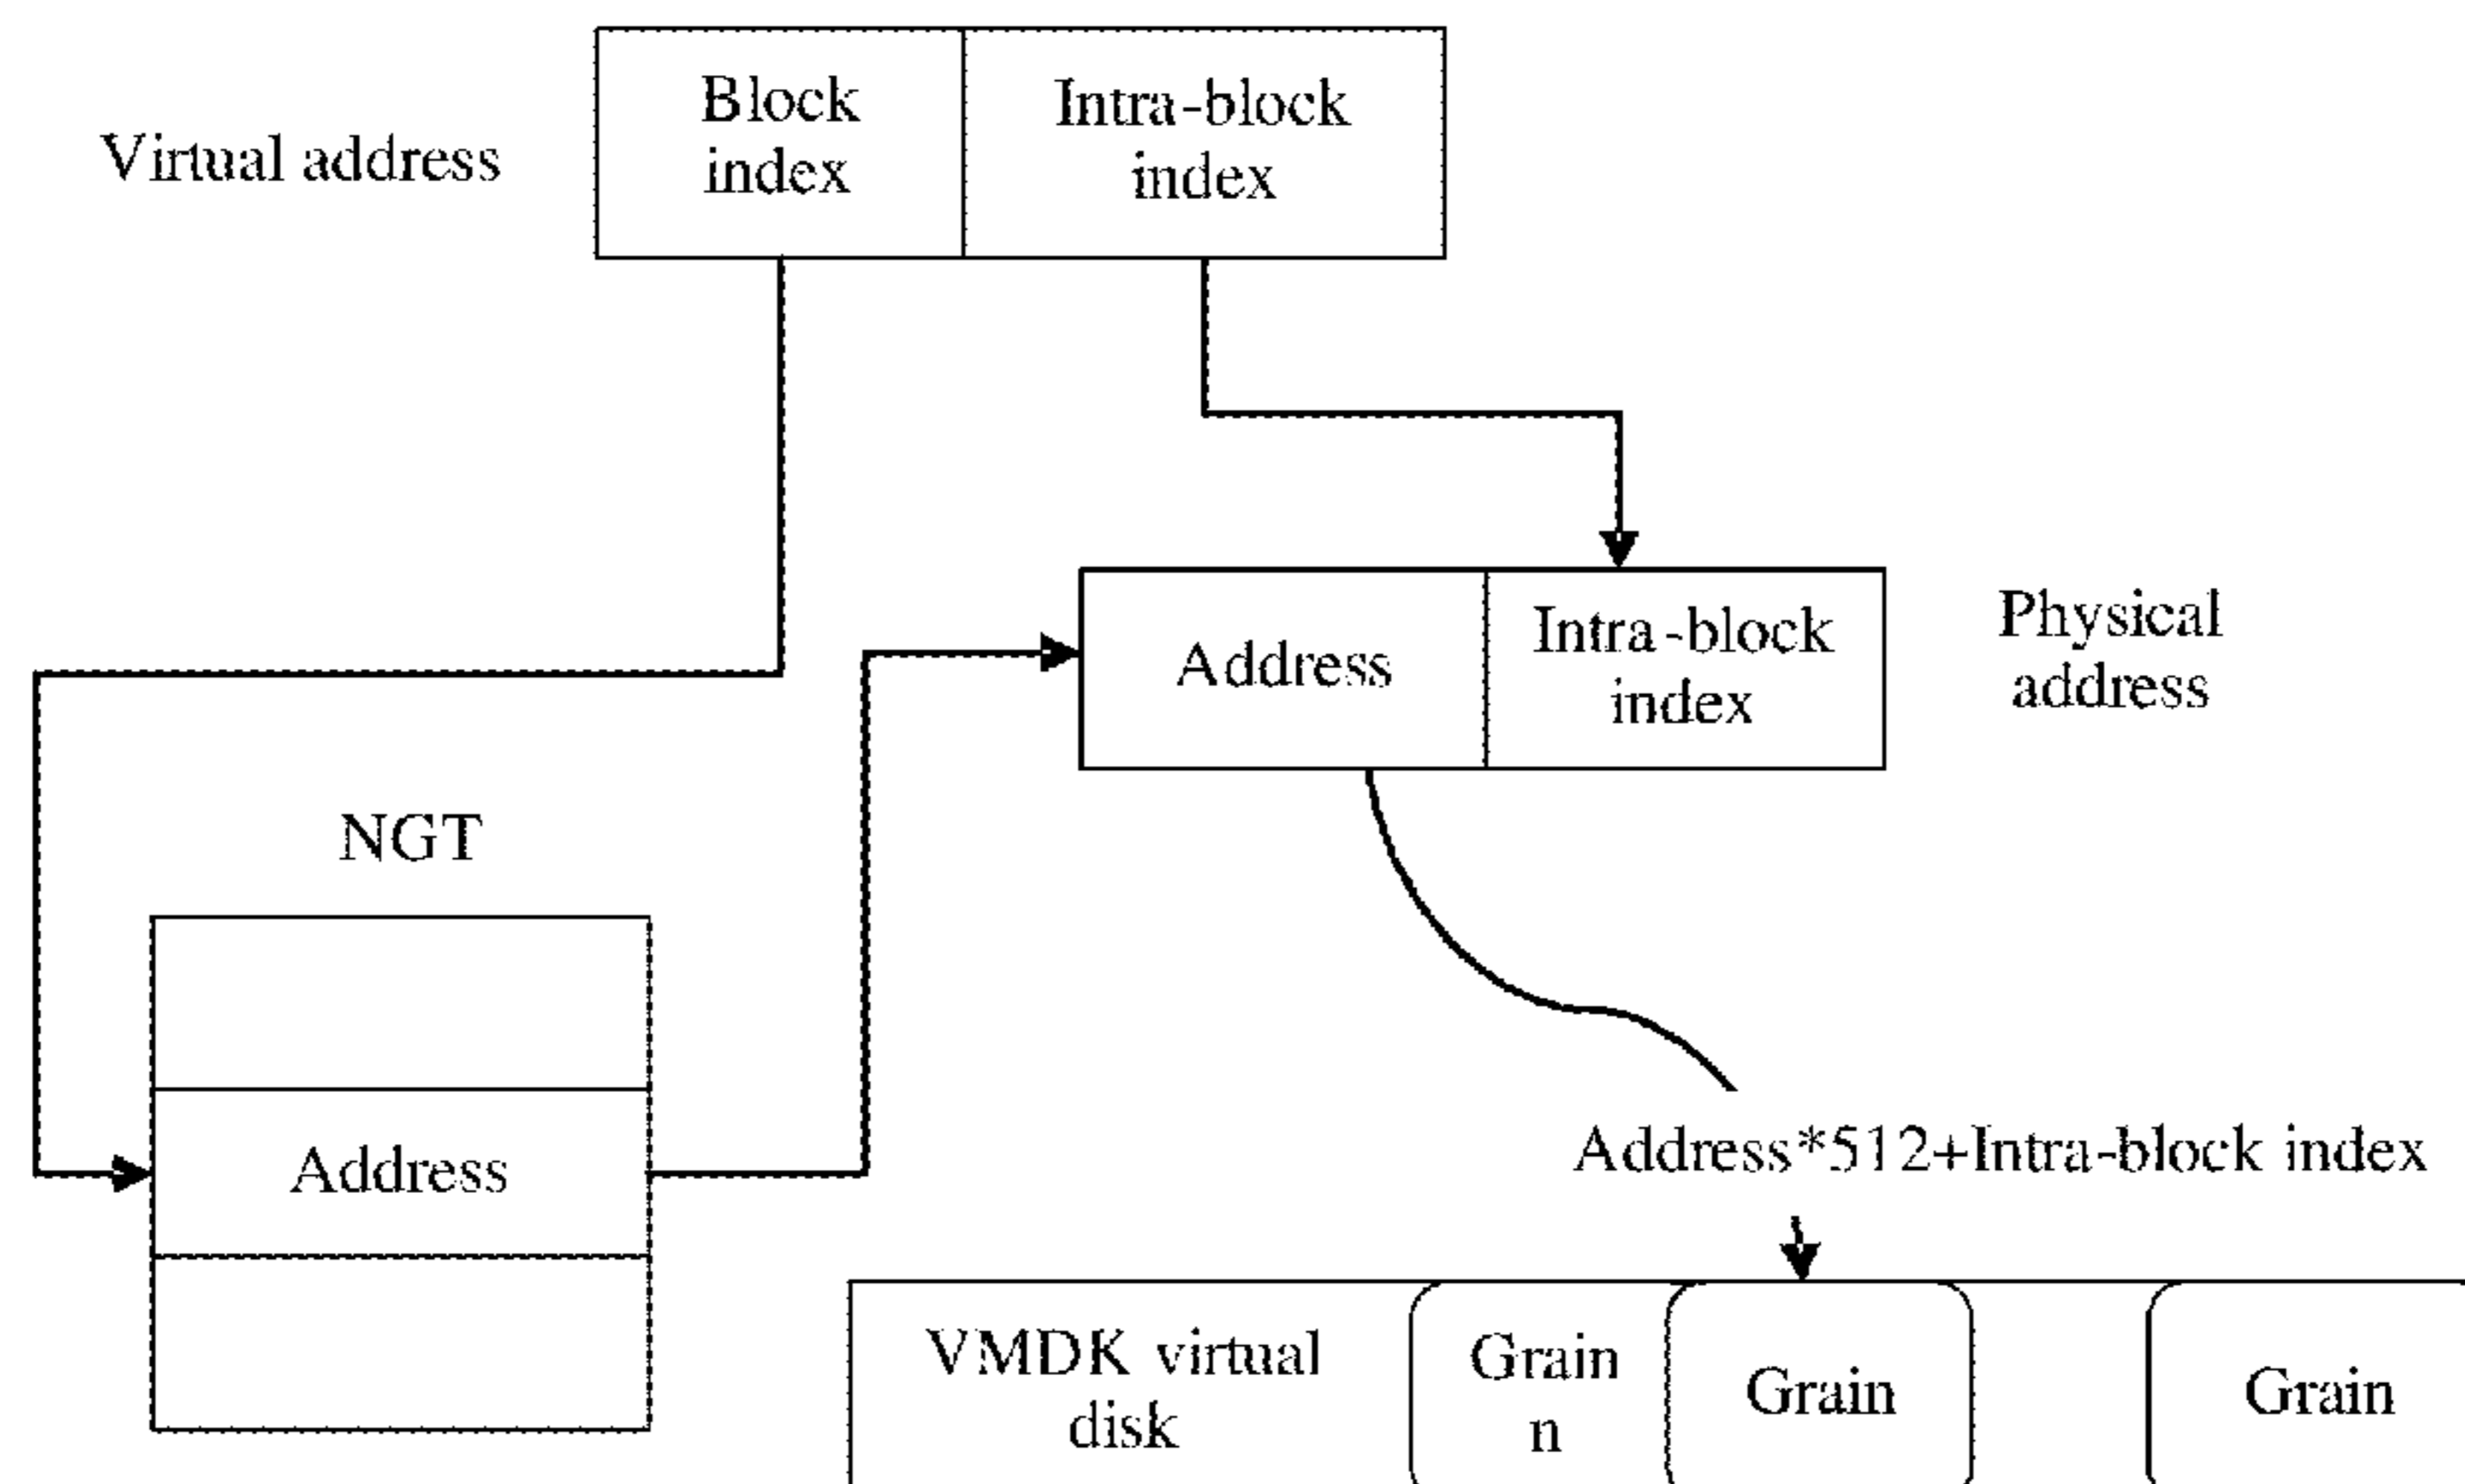 Virtual address
Block
index
Intra-block
index
Address
Intra-block
index
Physical
address
NGT
Address
Address*512+Intra-block index
VMDK virtual
disk
Grain
n
Grain
Grain